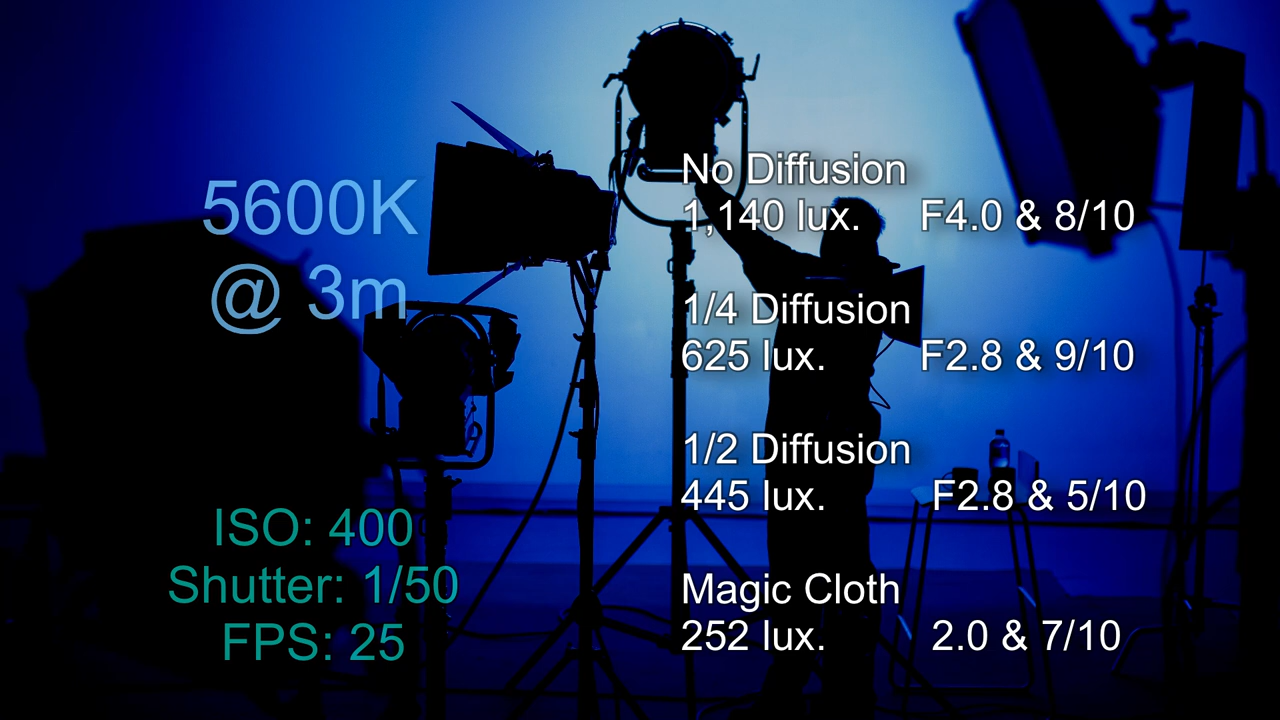 5600K
@ 3m
ISO: 400
Shutter: 1/50
FPS: 25
No Diffusion
1,140 lux. F4.0 & 8/10
1/4 Diffusion
625 lux. F2.8 & 9/10
1/2 Diffusion
445 lux. F2.8 & 5/10
Magic Cloth
252 lux. 2.0 & 7/10